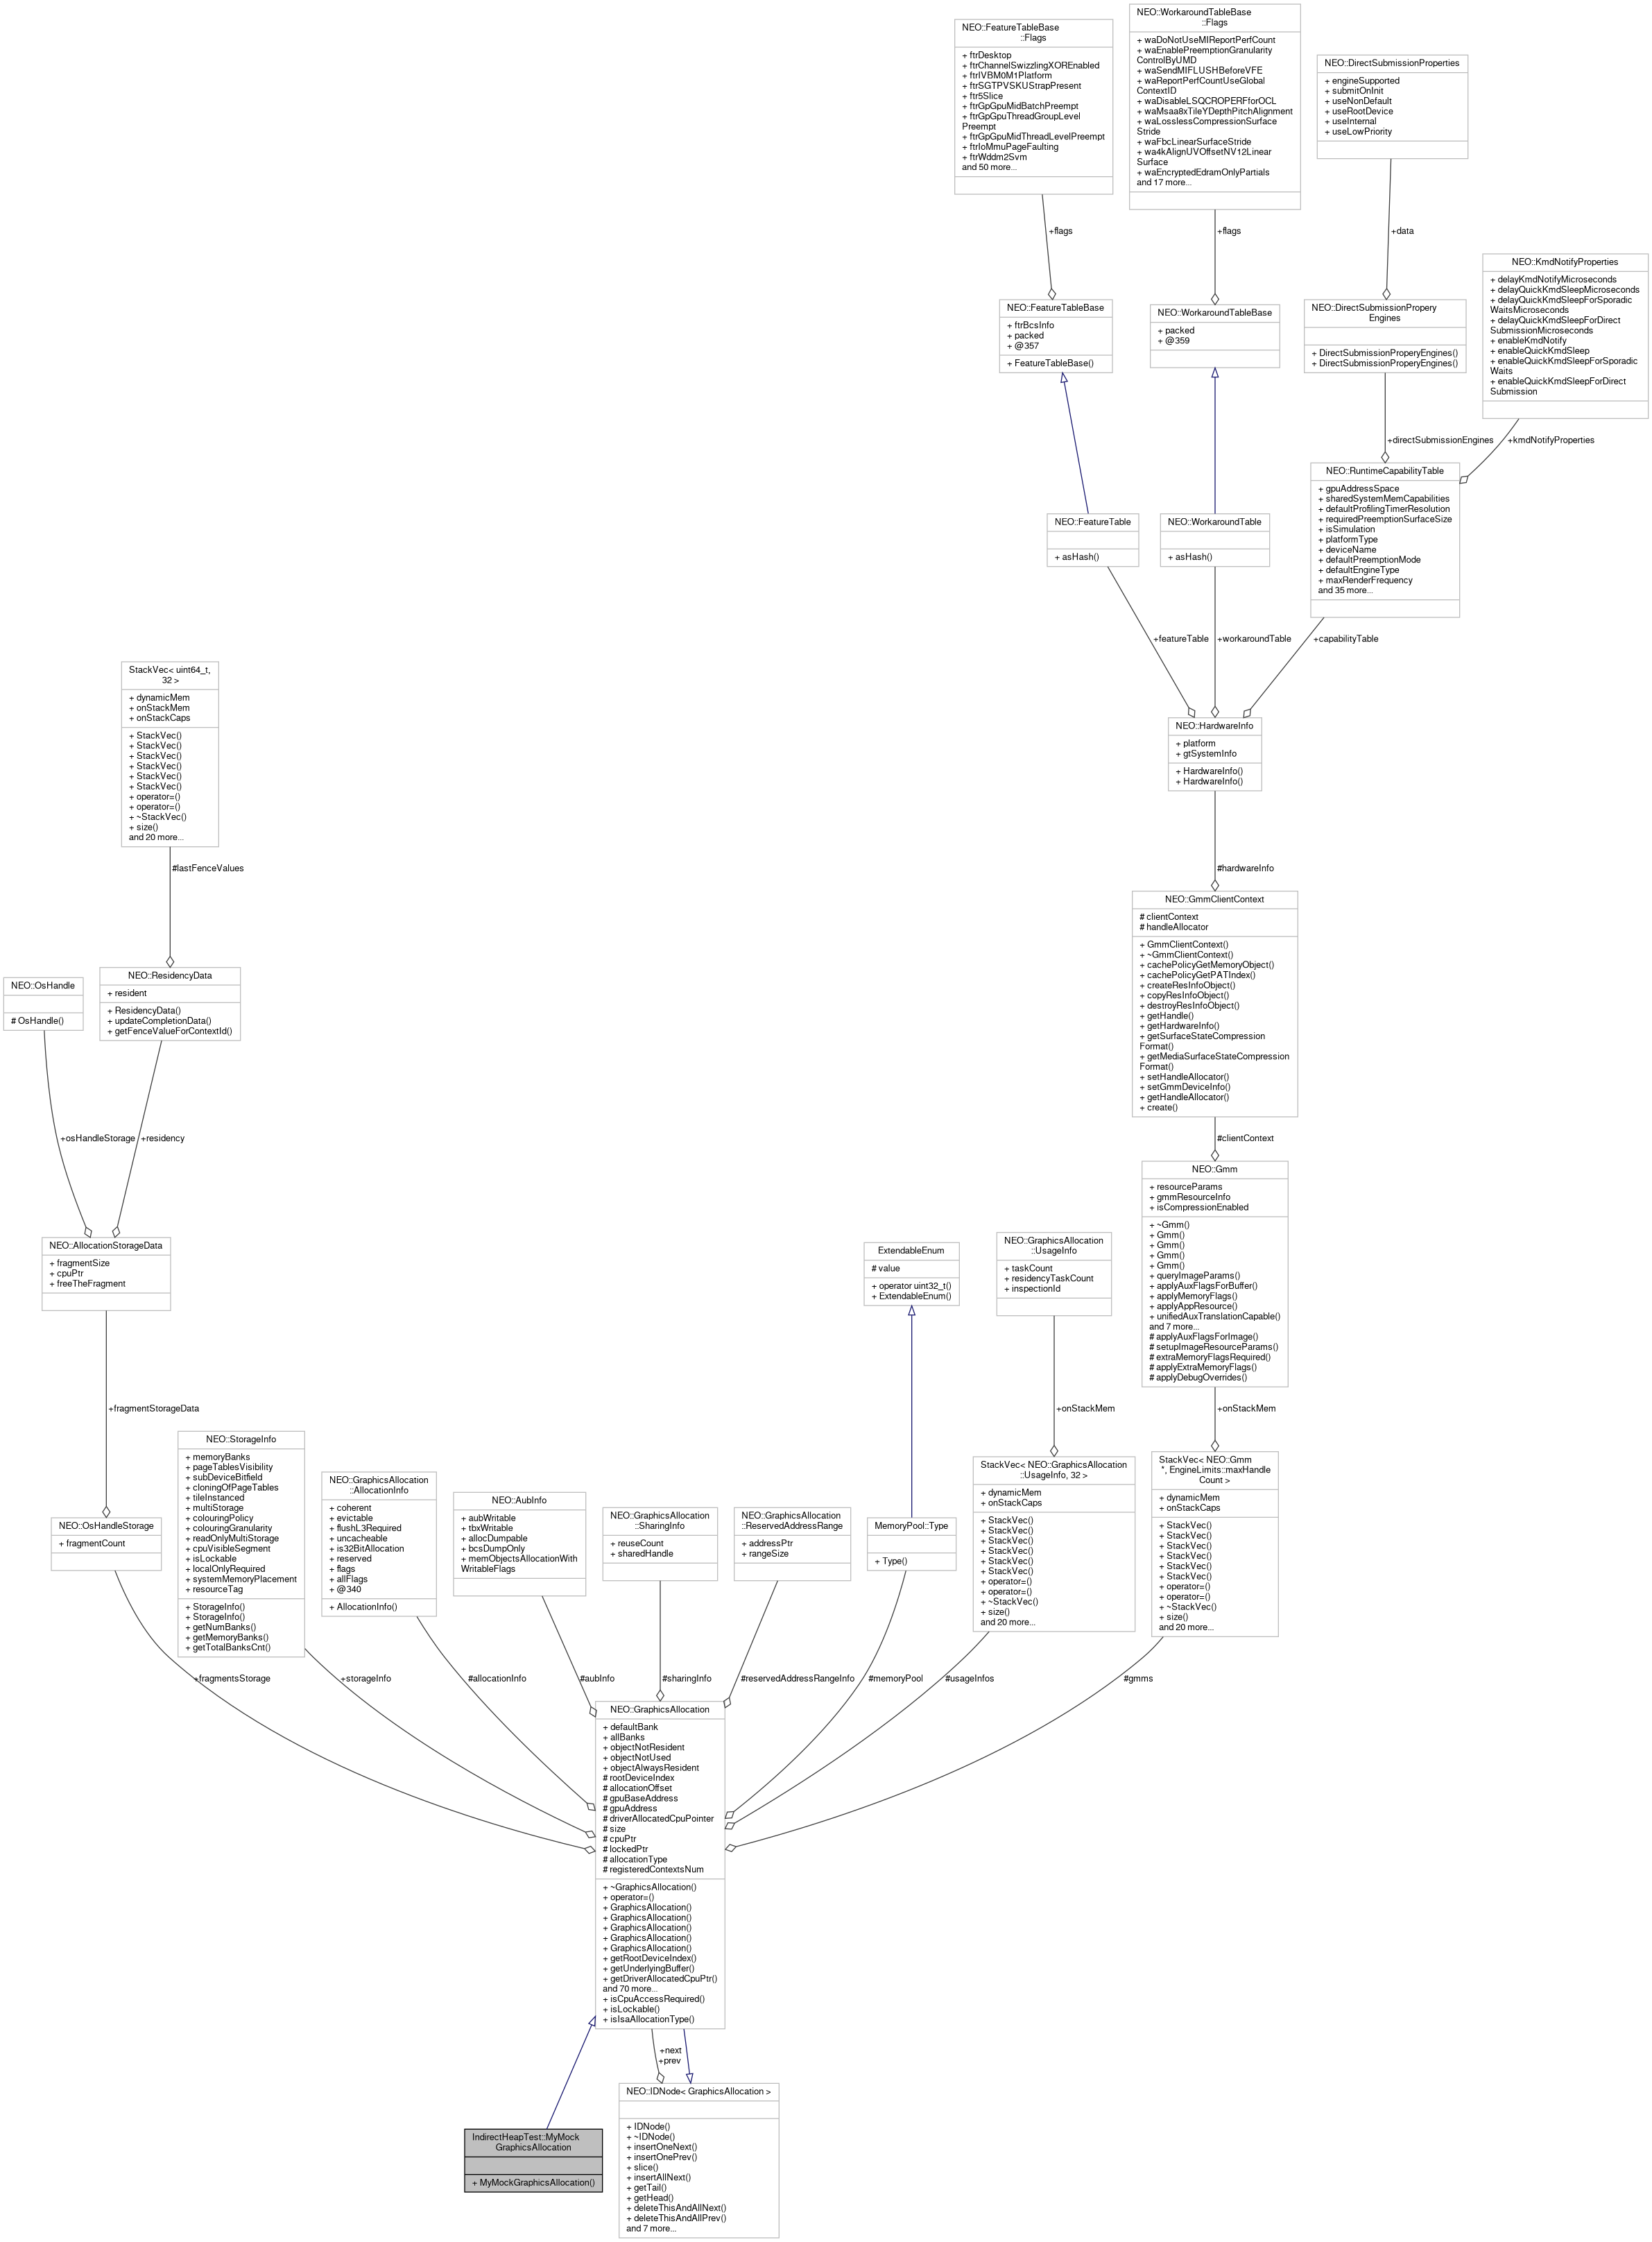 NEO::FeatureTableBase
::Flags
+ ftrDesktop
+ ftrChannelSwizzlingXOREnabled
+ ftrIVBM0M1Platform
+ ftrSGTPVSKUStrapPresent
+ ftr5Slice
+ ftrGpGpuMidBatchPreempt
+ ftrGpGpuThreadGroupLevel
Preempt
+ ftrGpGpuMidThreadLevelPreempt
+ ftrIoMmuPageFaulting
+ ftrWddm2Svm
and 50 more...
NEO::WorkaroundTableBase
::Flags
+ waDoNotUseMIReportPerfCount
+ waEnablePreemptionGranularity
ControlByUMD
+ waSendMIFLUSHBeforeVFE
+ waReportPerfCountUseGlobal
ContextID
+ waDisableLSQCROPERFforOCL
+ waMsaa8xTileYDepthPitchAlignment
+ waLosslessCompressionSurface
Stride
+ waFbcLinearSurfaceStride
+ wa4kAlignUVOffsetNV12Linear
Surface
+ waEncryptedEdramOnlyPartials
and 17 more...
NEO::DirectSubmissionProperties
+ engineSupported
+ submitOnInit
+ useNonDefault
+ useRootDevice
+ useInternal
+ useLowPriority
+flags
+flags
+data
NEO::KmdNotifyProperties
+ delayKmdNotifyMicroseconds
+ delayQuickKmdSleepMicroseconds
+ delayQuickKmdSleepForSporadic
WaitsMicroseconds
+ delayQuickKmdSleepForDirect
SubmissionMicroseconds
+ enableKmdNotify
+ enableQuickKmdSleep
+ enableQuickKmdSleepForSporadic
Waits
+ enableQuickKmdSleepForDirect
Submission
NEO::FeatureTableBase
+ ftrBcsInfo
+ packed
+ @357
+ FeatureTableBase()
NEO::WorkaroundTableBase
+ packed
+ @359
NEO::DirectSubmissionPropery
Engines
+ DirectSubmissionProperyEngines()
+ DirectSubmissionProperyEngines()
+directSubmissionEngines
+kmdNotifyProperties
NEO::FeatureTable
+ asHash()
NEO::WorkaroundTable
+ asHash()
NEO::RuntimeCapabilityTable
+ gpuAddressSpace
+ sharedSystemMemCapabilities
+ defaultProfilingTimerResolution
+ requiredPreemptionSurfaceSize
+ isSimulation
+ platformType
+ deviceName
+ defaultPreemptionMode
+ defaultEngineType
+ maxRenderFrequency
and 35 more...
+featureTable
+workaroundTable
+capabilityTable
StackVec< uint64_t,
32 >
+ dynamicMem
+ onStackMem
+ onStackCaps
+ StackVec()
+ StackVec()
+ StackVec()
+ StackVec()
+ StackVec()
+ StackVec()
+ operator=()
+ operator=()
+ ~StackVec()
+ size()
and 20 more...
NEO::HardwareInfo
+ platform
+ gtSystemInfo
+ HardwareInfo()
+ HardwareInfo()
#lastFenceValues
#hardwareInfo
NEO::GmmClientContext
# clientContext
# handleAllocator
+ GmmClientContext()
+ ~GmmClientContext()
+ cachePolicyGetMemoryObject()
+ cachePolicyGetPATIndex()
+ createResInfoObject()
+ copyResInfoObject()
+ destroyResInfoObject()
+ getHandle()
+ getHardwareInfo()
+ getSurfaceStateCompression
Format()
+ getMediaSurfaceStateCompression
Format()
+ setHandleAllocator()
+ setGmmDeviceInfo()
+ getHandleAllocator()
+ create()
NEO::OsHandle
# OsHandle()
NEO::ResidencyData
+ resident
+ ResidencyData()
+ updateCompletionData()
+ getFenceValueForContextId()
+osHandleStorage
+residency
#clientContext
NEO::Gmm
+ resourceParams
+ gmmResourceInfo
+ isCompressionEnabled
+ ~Gmm()
+ Gmm()
+ Gmm()
+ Gmm()
+ Gmm()
+ queryImageParams()
+ applyAuxFlagsForBuffer()
+ applyMemoryFlags()
+ applyAppResource()
+ unifiedAuxTranslationCapable()
and 7 more...
# applyAuxFlagsForImage()
# setupImageResourceParams()
# extraMemoryFlagsRequired()
# applyExtraMemoryFlags()
# applyDebugOverrides()
NEO::AllocationStorageData
+ fragmentSize
+ cpuPtr
+ freeTheFragment
ExtendableEnum
# value
+ operator uint32_t()
+ ExtendableEnum()
NEO::GraphicsAllocation
::UsageInfo
+ taskCount
+ residencyTaskCount
+ inspectionId
+fragmentStorageData
+onStackMem
+onStackMem
NEO::OsHandleStorage
+ fragmentCount
NEO::StorageInfo
+ memoryBanks
+ pageTablesVisibility
+ subDeviceBitfield
+ cloningOfPageTables
+ tileInstanced
+ multiStorage
+ colouringPolicy
+ colouringGranularity
+ readOnlyMultiStorage
+ cpuVisibleSegment
+ isLockable
+ localOnlyRequired
+ systemMemoryPlacement
+ resourceTag
+ StorageInfo()
+ StorageInfo()
+ getNumBanks()
+ getMemoryBanks()
+ getTotalBanksCnt()
NEO::GraphicsAllocation
::AllocationInfo
+ coherent
+ evictable
+ flushL3Required
+ uncacheable
+ is32BitAllocation
+ reserved
+ flags
+ allFlags
+ @340
+ AllocationInfo()
NEO::AubInfo
+ aubWritable
+ tbxWritable
+ allocDumpable
+ bcsDumpOnly
+ memObjectsAllocationWith
WritableFlags
NEO::GraphicsAllocation
::SharingInfo
+ reuseCount
+ sharedHandle
NEO::GraphicsAllocation
::ReservedAddressRange
+ addressPtr
+ rangeSize
MemoryPool::Type
+ Type()
StackVec< NEO::GraphicsAllocation
::UsageInfo, 32 >
+ dynamicMem
+ onStackCaps
+ StackVec()
+ StackVec()
+ StackVec()
+ StackVec()
+ StackVec()
+ StackVec()
+ operator=()
+ operator=()
+ ~StackVec()
+ size()
and 20 more...
StackVec< NEO::Gmm
*, EngineLimits::maxHandle
Count >
+ dynamicMem
+ onStackCaps
+ StackVec()
+ StackVec()
+ StackVec()
+ StackVec()
+ StackVec()
+ StackVec()
+ operator=()
+ operator=()
+ ~StackVec()
+ size()
and 20 more...
+fragmentsStorage
+storageInfo
#allocationInfo
#aubInfo
#sharingInfo
#reservedAddressRangeInfo
#memoryPool
#usageInfos
#gmms
NEO::GraphicsAllocation
+ defaultBank
+ allBanks
+ objectNotResident
+ objectNotUsed
+ objectAlwaysResident
# rootDeviceIndex
# allocationOffset
# gpuBaseAddress
# gpuAddress
# driverAllocatedCpuPointer
# size
# cpuPtr
# lockedPtr
# allocationType
# registeredContextsNum
+ ~GraphicsAllocation()
+ operator=()
+ GraphicsAllocation()
+ GraphicsAllocation()
+ GraphicsAllocation()
+ GraphicsAllocation()
+ GraphicsAllocation()
+ getRootDeviceIndex()
+ getUnderlyingBuffer()
+ getDriverAllocatedCpuPtr()
and 70 more...
+ isCpuAccessRequired()
+ isLockable()
+ isIsaAllocationType()
+next
+prev
IndirectHeapTest::MyMock
GraphicsAllocation
+ MyMockGraphicsAllocation()
NEO::IDNode< GraphicsAllocation >
+ IDNode()
+ ~IDNode()
+ insertOneNext()
+ insertOnePrev()
+ slice()
+ insertAllNext()
+ getTail()
+ getHead()
+ deleteThisAndAllNext()
+ deleteThisAndAllPrev()
and 7 more...